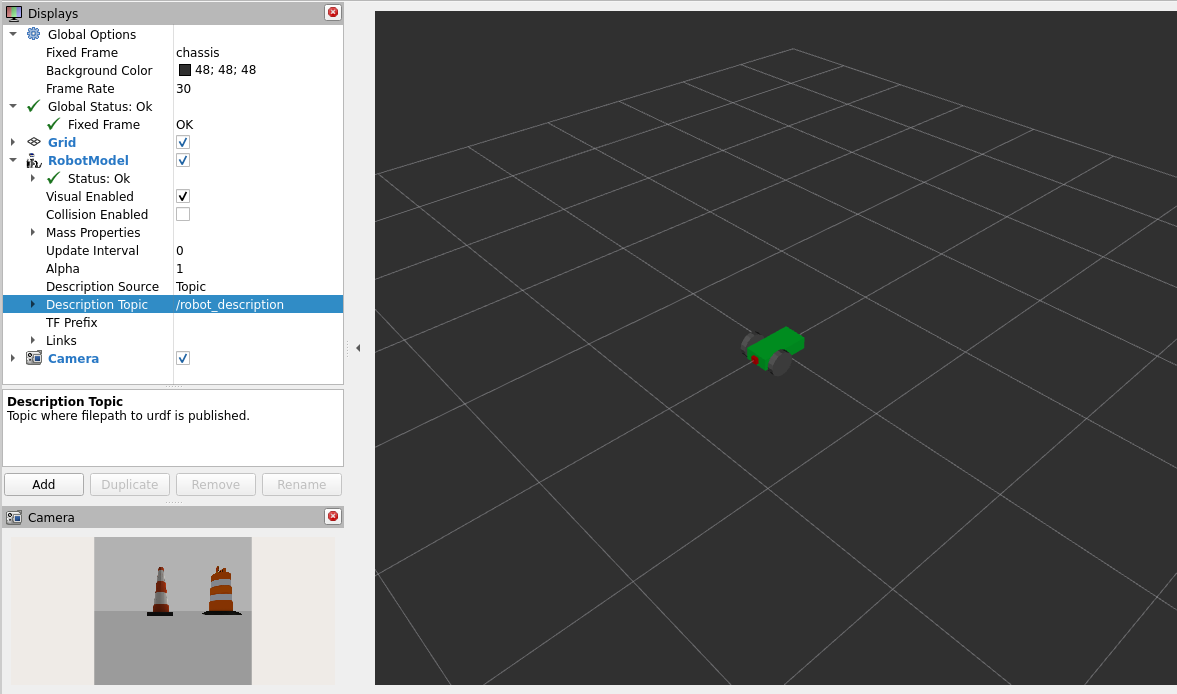 Displays
Global Options
Fixed Frame chassis
Background Color 48; 48; 48
Frame Rate 30
Global Status: Ok
Fixed Frame OK
Grid
RobotModel
Status: Ok
Visual Enabled
Collision Enabled
Mass Properties
Update Interval 0
Alpha 1
Description Source Topic
Description Topic /robot_description
TF Prefix
Links
Camera
Description Topic
Topic where filepath to urdf is published.
Add Duplicate Remove Rename
Camera